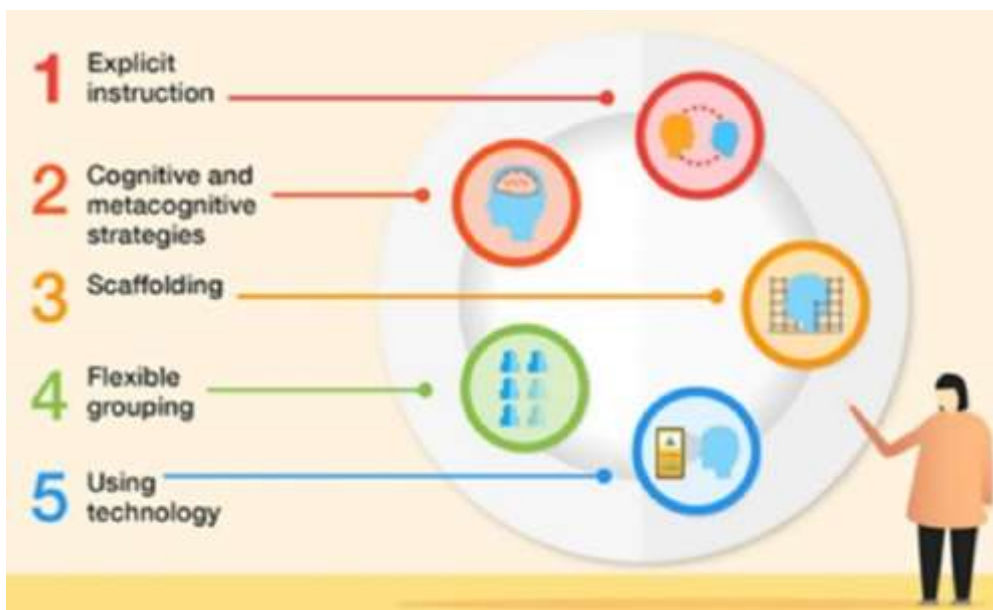 1 Explicit
instruction
2 Cognitive and
metacognitive
strategies
3 Scaffolding
4 Flexible
grouping
5 Using
technology